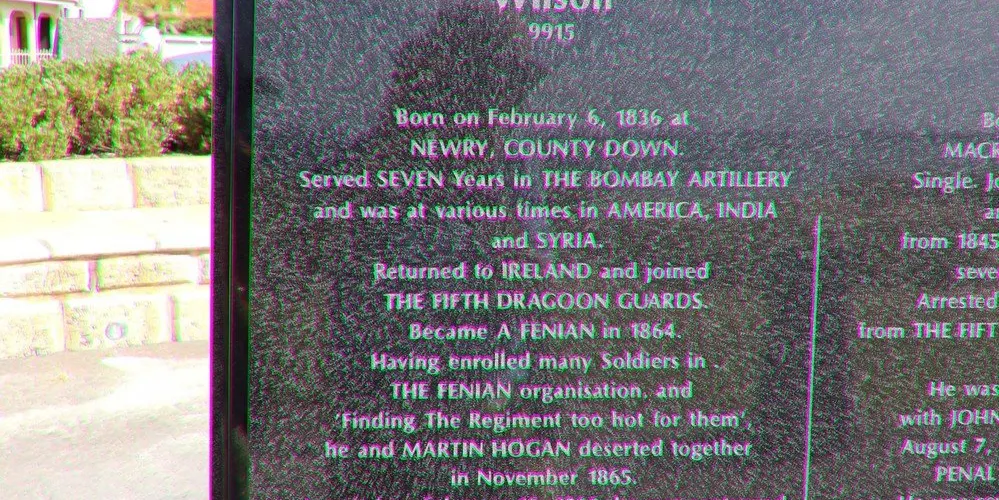 Wilson
9915
Born on February 6, 1836 at
NEWRY, COUNTY DOWN.
Served SEVEN Years in THE BOMBAY ARTILLERY
and was at various times in AMERICA, INDIA
and SYRIA.
Returned to IRELAND and joined
THE FIFTH DRAGOON GUARDS.
Became A FENIAN in 1864.
Having enrolled many Soldiers in .
THE FENIAN organisation. and
'Finding The Regiment too hot for them',
he and MARTIN HOGAN deserted together
in November 1865.
Single.
from 1845
Arrested
from THE
He was
with JOHN
August 7,
PENAL